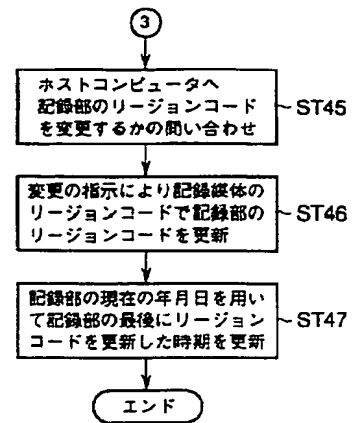 3
ホストコンピュータへ
記録部のリージョンコード
を変更するかの問い合わせ
ST45
変更の指示により記録媒体の
リージョンコードで記録部の
リージョンコードを更新
ST46
記録部の現在の年月日を用い
て記録部の最後にリージョン
コードを更新した時期を更新
ST47
エンド